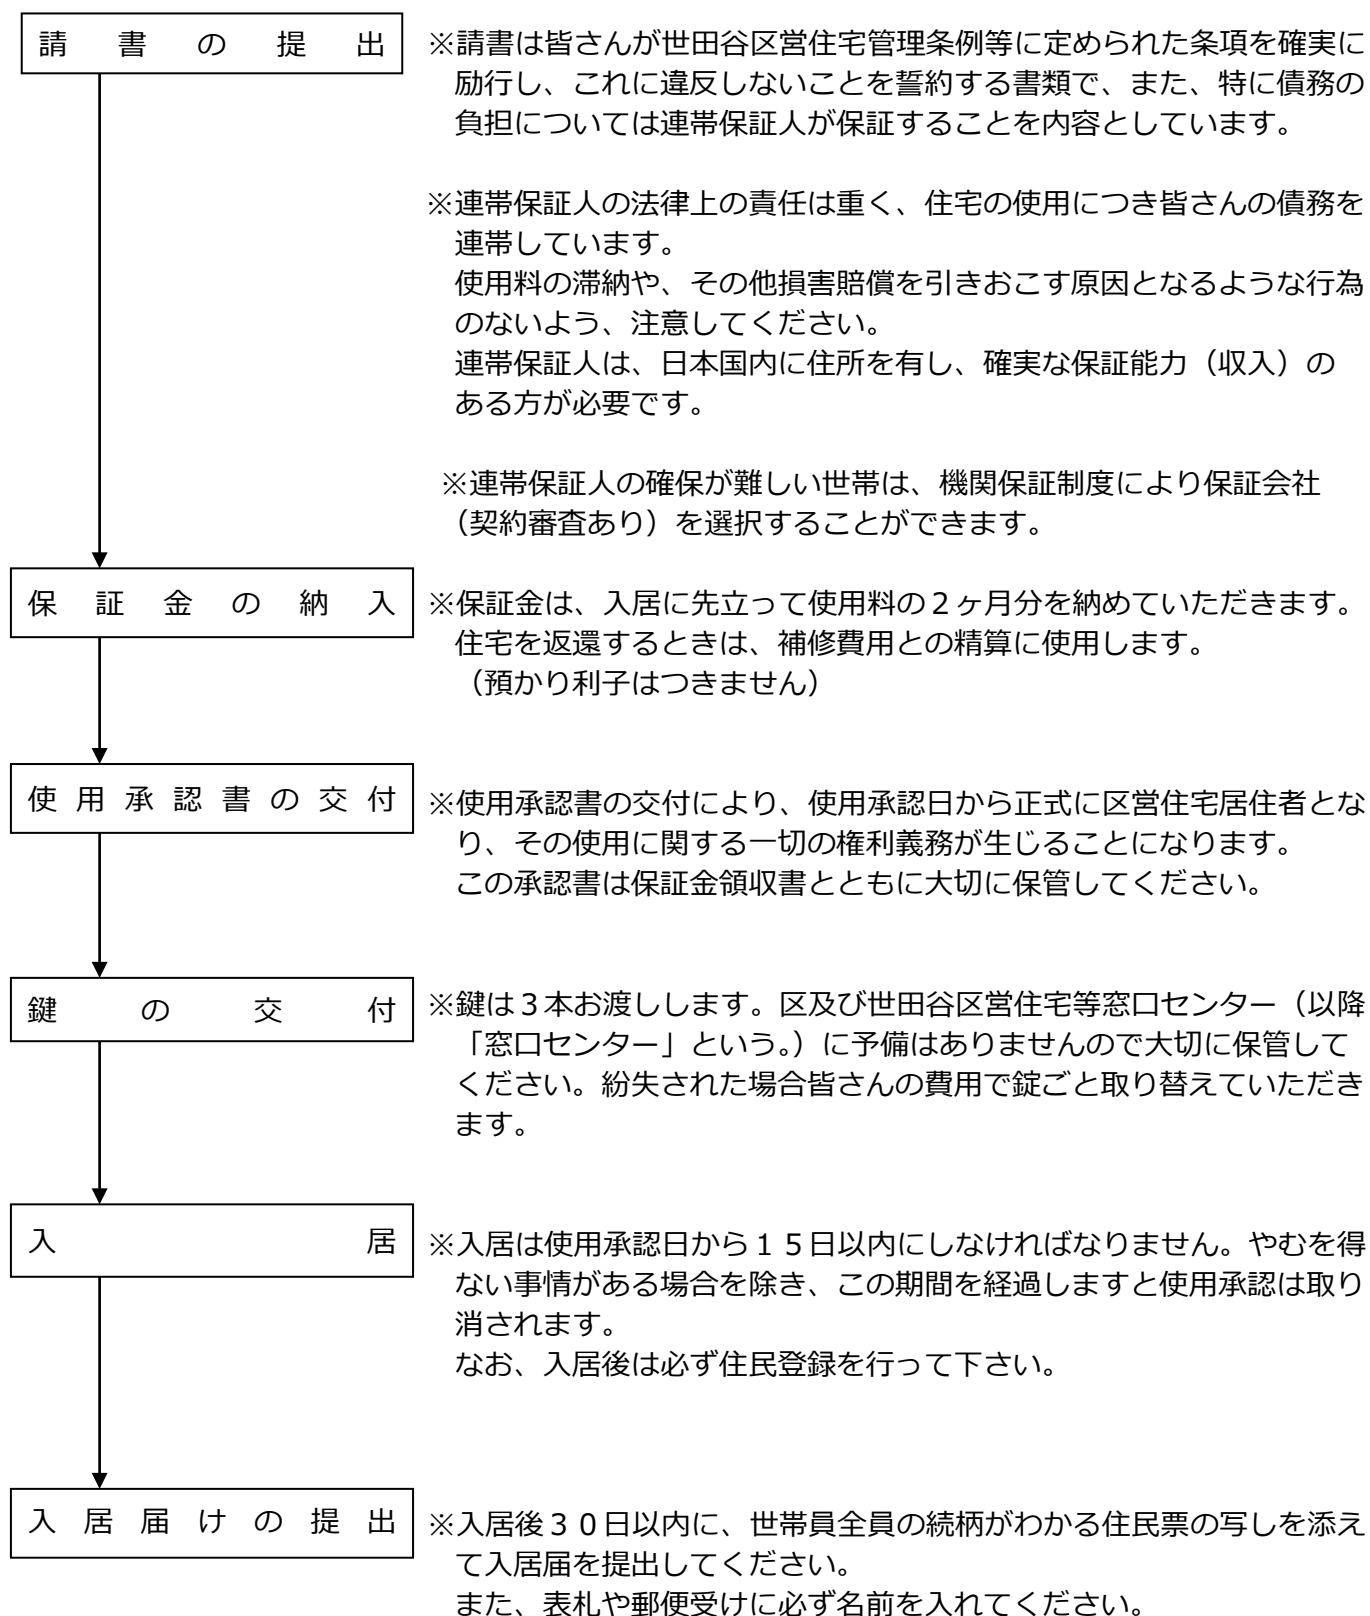 請書の提出
※請書は皆さんが世田谷区営住宅管理条例等に定められた条項を確実に
励行し、これに違反しないことを誓約する書類で、また、特に債務の
負担については連帯保証人が保証することを内容としています。
※連帯保証人の法律上の責任は重く、住宅の使用につき皆さんの債務を
連帯しています。
使用料の滞納や、その他損害賠償を引きおこす原因となるような行為
のないよう、注意してください。
連帯保証人は、日本国内に住所を有し、確実な保証能力（収入）の
ある方が必要です。
※連帯保証人の確保が難しい世帯は、機関保証制度により保証会社
（契約審査あり）を選択することができます。
保証金の納入
※保証金は、入居に先立って使用料の２ヶ月分を納めていただきます。
住宅を返還するときは、補修費用との精算に使用します。
（預かり利子はつきません）
使用承認書の交付
※使用承認書の交付により、使用承認日から正式に区営住宅居住者とな
り、その使用に関する一切の権利義務が生じることになります。
この承認書は保証金領収書とともに大切に保管してください。
鍵の交付
※鍵は３本お渡しします。区及び世田谷区営住宅等窓口センター（以降
「窓口センター」という。）に予備はありませんので大切に保管して
ください。紛失された場合皆さんの費用で錠ごと取り替えていただき
ます。
入居
※入居は使用承認日から１５日以内にしなければなりません。やむを得
ない事情がある場合を除き、この期間を経過しますと使用承認は取り
消されます。
なお、入居後は必ず住民登録を行って下さい。
入居届けの提出
※入居後３０日以内に、世帯員全員の続柄がわかる住民票の写しを添え
て入居届を提出してください。
また、表札や郵便受けに必ず名前を入れてください。